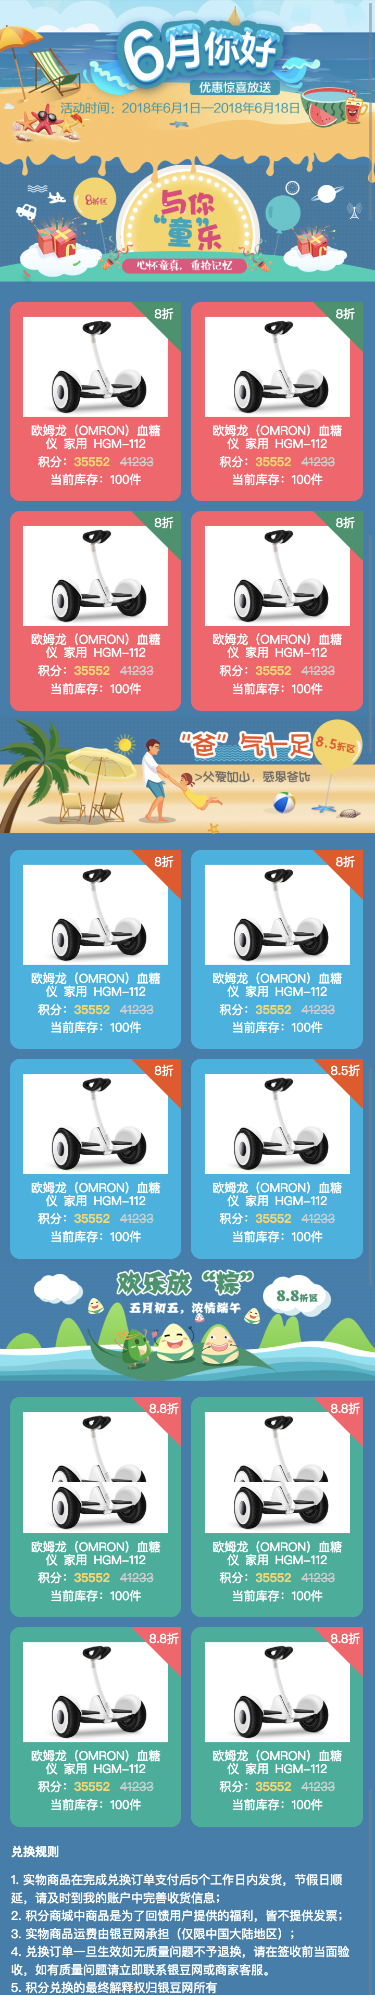 6月你好
优惠惊喜放送
活动时间：2018年6月1日—2018年6月18日
8折区
与你
“童”乐
心怀童真，重拾记忆
8折
8折
欧姆龙（OMRON）血糖
仪 家用 HGM-112
积分：35552 41233
当前库存：100件
欧姆龙（OMRON）血糖
仪 家用 HGM-112
积分：35552 41233
当前库存：100件
8折
8折
欧姆龙（OMRON）血糖
仪 家用 HGM-112
积分：35552 41233
当前库存：100件
欧姆龙（OMRON）血糖
仪 家用 HGM-112
积分：35552 41233
当前库存：100件
“爸”气十足
8.5折区
>父爱如山，感恩爸比
8折
8折
欧姆龙（OMRON）血糖
仪 家用 HGM-112
积分：35552 41233
当前库存：100件
欧姆龙（OMRON）血糖
仪 家用 HGM-112
积分：35552 41233
当前库存：100件
8折
8.5折
欧姆龙（OMRON）血糖
仪 家用 HGM-112
积分：35552 41233
当前库存：100件
欧姆龙（OMRON）血糖
仪 家用 HGM-112
积分：35552 41233
当前库存：100件
欢乐放“粽”
五月初五，浓情端午
8.8折区
8.8折
8.8折
欧姆龙（OMRON）血糖
仪 家用 HGM-112
积分：35552 41233
当前库存：100件
欧姆龙（OMRON）血糖
仪 家用 HGM-112
积分：35552 41233
当前库存：100件
8.8折
8.8折
欧姆龙（OMRON）血糖
仪 家用 HGM-112
积分：35552 41233
当前库存：100件
欧姆龙（OMRON）血糖
仪 家用 HGM-112
积分：35552 41233
当前库存：100件
兑换规则
1. 实物商品在完成兑换订单支付后5个工作日内发货，节假日顺
延，请及时到我的账户中完善收货信息；
2. 积分商城中商品是为了回馈用户提供的福利，皆不提供发票；
3. 实物商品运费由银豆网承担（仅限中国大陆地区）；
4. 兑换订单一旦生效如无质量问题不予退换，请在签收前当面验
收，如有质量问题请立即联系银豆网或商家客服。
5. 积分兑换的最终解释权归银豆网所有